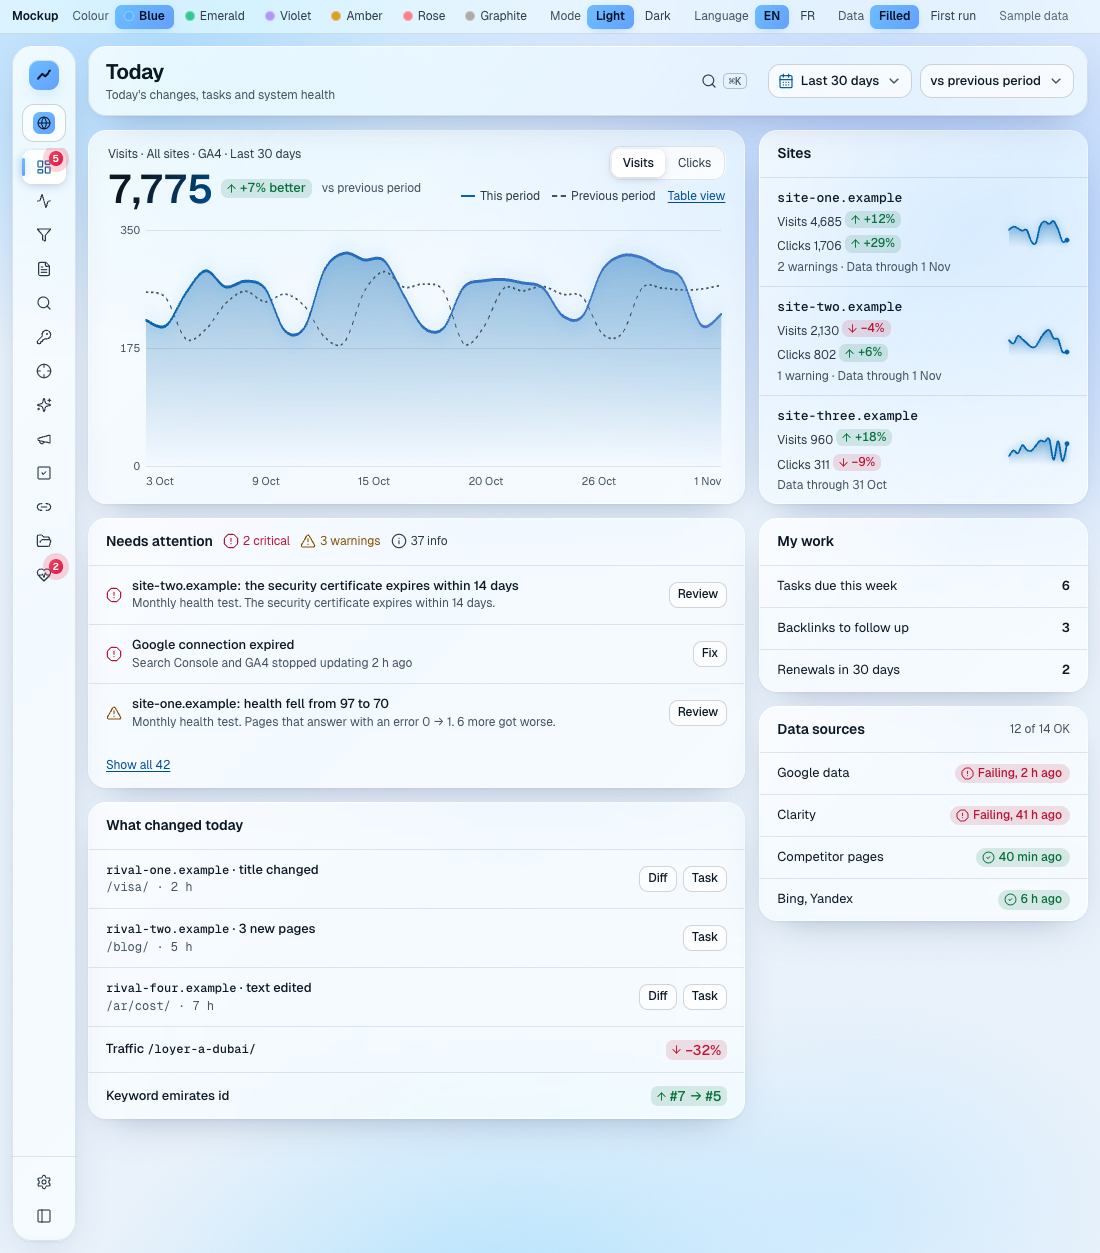 Mockup Colour Blue Emerald Violet Amber Rose Graphite Mode Light Dark Language EN FR Data Filled First run Sample data
Today
Today's changes, tasks and system health
⌘K
Last 30 days
vs previous period
5
2
Visits · All sites · GA4 · Last 30 days
Visits Clicks
7,775 ↑ +7% better vs previous period
This period Previous period Table view
350
175
0
3 Oct 9 Oct 15 Oct 20 Oct 26 Oct 1 Nov
Sites
site-one.example
Visits 4,685 ↑ +12%
Clicks 1,706 ↑ +29%
2 warnings · Data through 1 Nov
site-two.example
Visits 2,130 ↓ −4%
Clicks 802 ↑ +6%
1 warning · Data through 1 Nov
site-three.example
Visits 960 ↑ +18%
Clicks 311 ↓ −9%
Data through 31 Oct
Needs attention 2 critical 3 warnings 37 info
site-two.example: the security certificate expires within 14 days
Monthly health test. The security certificate expires within 14 days.
Review
Google connection expired
Search Console and GA4 stopped updating 2 h ago
Fix
site-one.example: health fell from 97 to 70
Monthly health test. Pages that answer with an error 0 → 1. 6 more got worse.
Review
Show all 42
My work
Tasks due this week 6
Backlinks to follow up 3
Renewals in 30 days 2
Data sources 12 of 14 OK
Google data Failing, 2 h ago
Clarity Failing, 41 h ago
Competitor pages 40 min ago
Bing, Yandex 6 h ago
What changed today
rival-one.example · title changed
/visa/ · 2 h
Diff Task
rival-two.example · 3 new pages
/blog/ · 5 h
Task
rival-four.example · text edited
/ar/cost/ · 7 h
Diff Task
Traffic /loyer-a-dubai/ ↓ −32%
Keyword emirates id ↑ #7 → #5